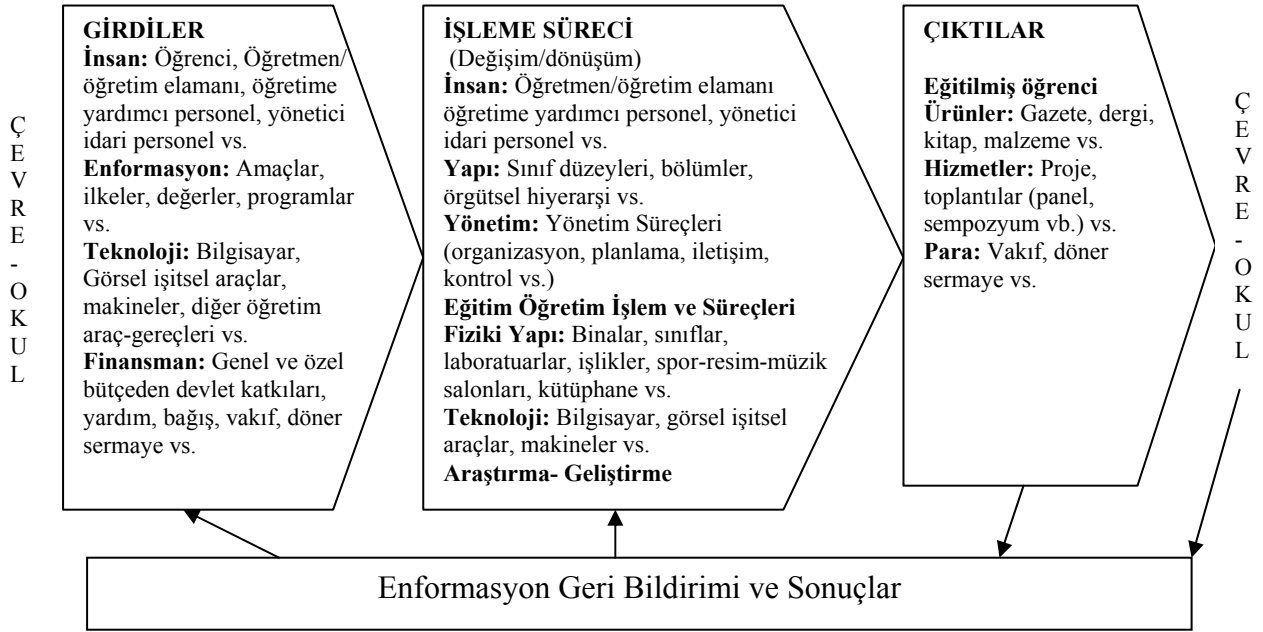 ÇEVRE-OKUL
GİRDİLER
İnsan: Öğrenci, Öğretmen/
öğretim elamanı, öğretime
yardımcı personel, yönetici
idari personel vs.
Enformasyon: Amaçlar,
ilkeler, değerler, programlar
vs.
Teknoloji: Bilgisayar,
Görsel işitsel araçlar,
makineler, diğer öğretim
araç-gereçleri vs.
Finansman: Genel ve özel
bütçeden devlet katkıları,
yardım, bağış, vakıf, döner
sermaye vs.
İŞLEME SÜRECİ
(Değişim/dönüşüm)
İnsan: Öğretmen/öğretim elamanı
öğretime yardımcı personel, yönetici
idari personel vs.
Yapı: Sınıf düzeyleri, bölümler,
örgütsel hiyerarşi vs.
Yönetim: Yönetim Süreçleri
(organizasyon, planlama, iletişim,
kontrol vs.)
Eğitim Öğretim İşlem ve Süreçleri
Fiziki Yapı: Binalar, sınıflar,
laboratuarlar, işlikler, spor-resim-müzik
salonları, kütüphane vs.
Teknoloji: Bilgisayar, görsel işitsel
araçlar, makineler vs.
Araştırma- Geliştirme
ÇIKTILAR
Eğitilmiş öğrenci
Ürünler: Gazete, dergi,
kitap, malzeme vs.
Hizmetler: Proje,
toplantılar (panel,
sempozyum vb.) vs.
Para: Vakıf, döner
sermaye vs.
ÇEVRE-OKUL
Enformasyon Geri Bildirimi ve Sonuçlar